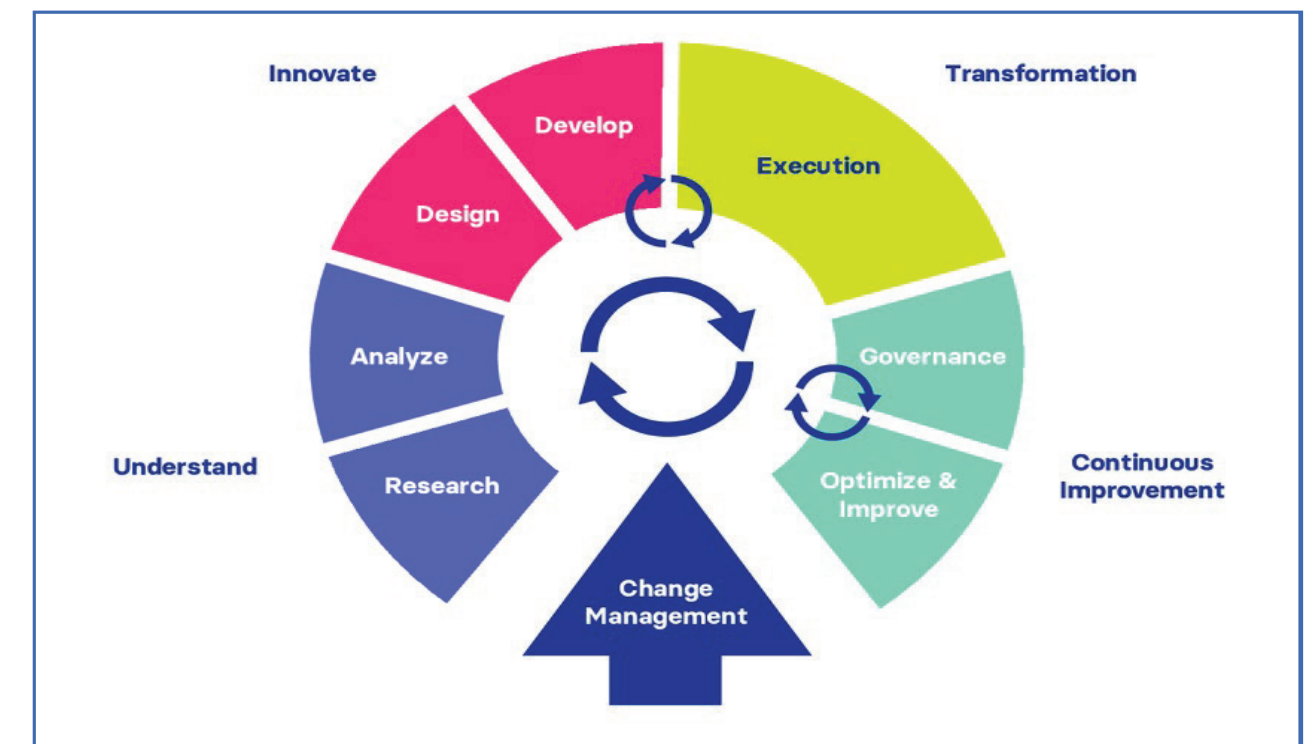 Innovate
Transformation
Develop
Execution
Design
Analyze
Governance
Understand
Research
Optimize &
Improve
Continuous
Improvement
Change
Management